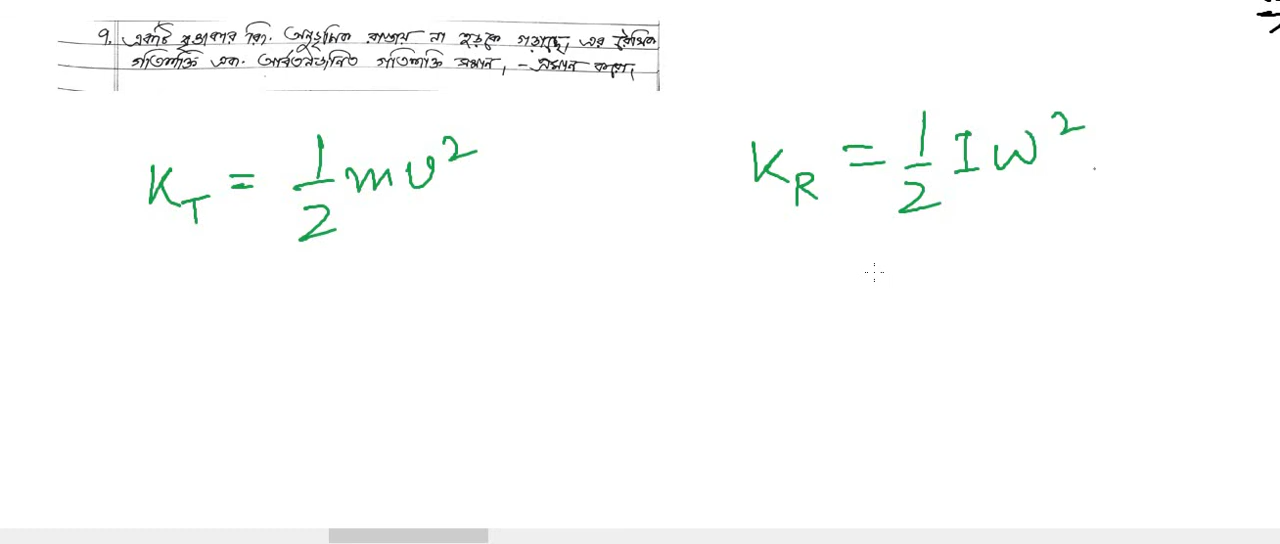 ৭. একটি বৃত্তাকার রিং অনুভূমিক রাস্তায় না হড়কে গড়াচ্ছে, এর রৈখিক
গতিশক্তি এবং আবর্তনজনিত গতিশক্তি সমান, – প্রমাণ করো,
K_T = 1/2 mv²
K_R = 1/2 Iω²